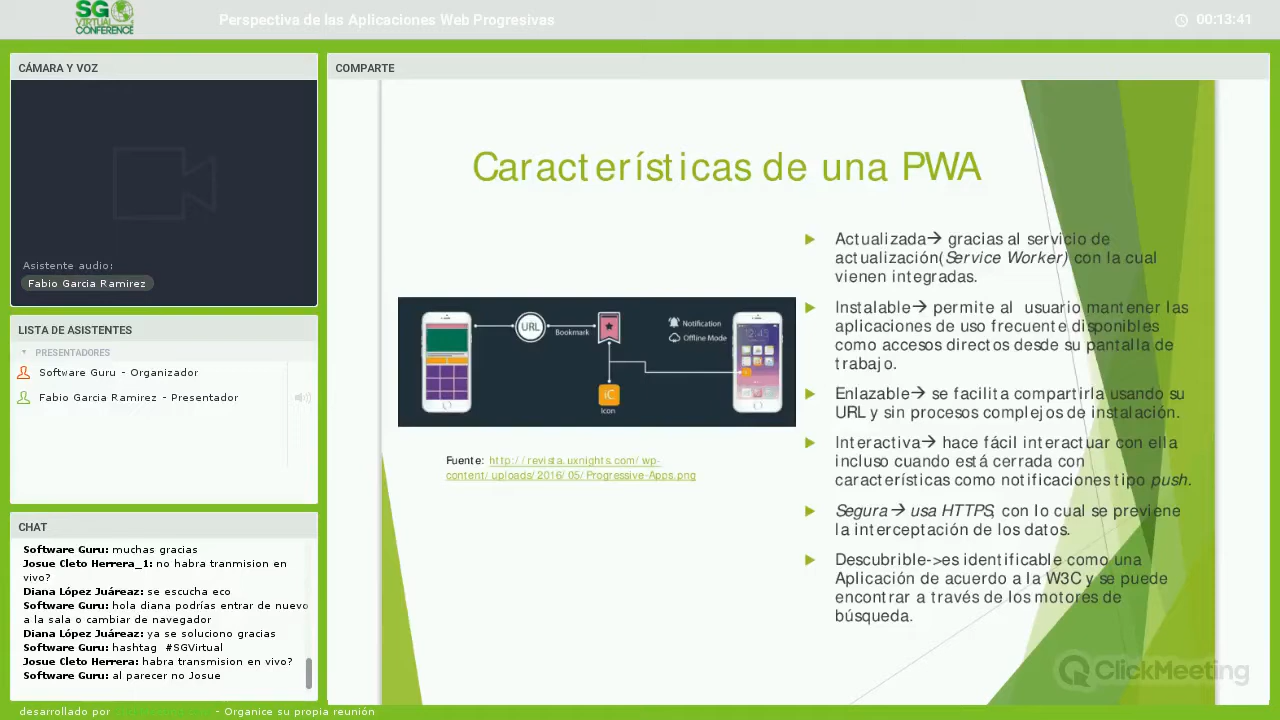 SG
VIRTUAL
CONFERENCE
Perspectiva de las Aplicaciones Web Progresivas
00:13:41
CÁMARA Y VOZ
Asistente audio:
Fabio Garcia Ramirez
LISTA DE ASISTENTES
PRESENTADORES
Software Guru - Organizador
Fabio Garcia Ramirez - Presentador
CHAT
Software Guru: muchas gracias
Josue Cleto Herrera_1: no habra tranmision en
vivo?
Diana López Juáreaz: se escucha eco
Software Guru: hola diana podrías entrar de nuevo
a la sala o cambiar de navegador
Diana López Juáreaz: ya se soluciono gracias
Software Guru: hashtag #SGVirtual
Josue Cleto Herrera: habra transmision en vivo?
Software Guru: al parecer no Josue
desarrollado por
- Organice su propia reunión
COMPARTE
Características de una PWA
URL
Bookmark
Notification
Offline Mode
iC
Icon
Fuente: http://revista.uxnights.com/wp-
content/uploads/2016/05/Progressive-Apps.png
Actualizada→ gracias al servicio de
actualización(Service Worker) con la cual
vienen integradas.
Instalable→ permite al usuario mantener las
aplicaciones de uso frecuente disponibles
como accesos directos desde su pantalla de
trabajo.
Enlazable→ se facilita compartirla usando su
URL y sin procesos complejos de instalación.
Interactiva→ hace fácil interactuar con ella
incluso cuando está cerrada con
características como notificaciones tipo push.
Segura→ usa HTTPS, con lo cual se previene
la interceptación de los datos.
Descubrible->es identificable como una
Aplicación de acuerdo a la W3C y se puede
encontrar a través de los motores de
búsqueda.
ClickMeeting